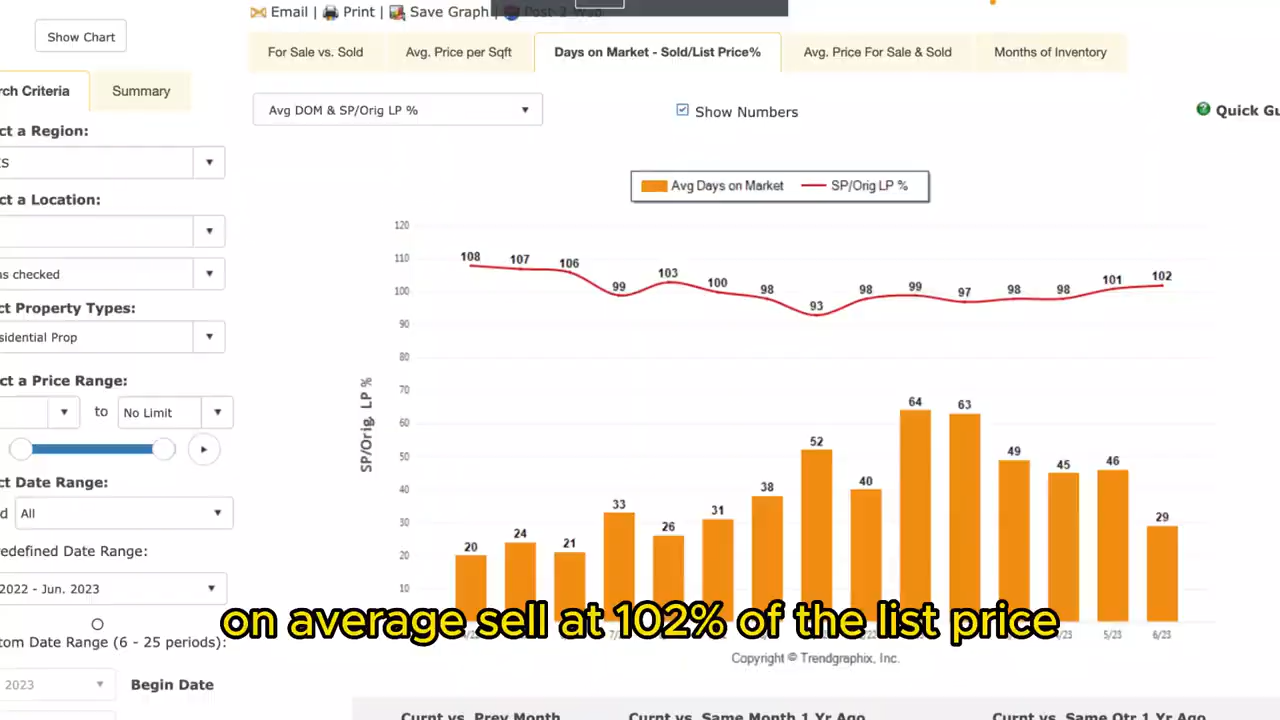 Email | Print | Save Graph
Show Chart
For Sale vs. Sold
Avg. Price per Sqft
Days on Market - Sold/List Price%
Avg. Price For Sale & Sold
Months of Inventory
rch Criteria
Summary
Avg DOM & SP/Orig LP %
Show Numbers
Quick Gu
ct a Region:
ct a Location:
s checked
ct Property Types:
sidential Prop
ct a Price Range:
to
No Limit
ct Date Range:
d
All
redefined Date Range:
2022 - Jun. 2023
tom Date Range (6 - 25 periods):
2023
Begin Date
Avg Days on Market
SP/Orig LP %
SP/Orig. LP %
120
110
100
90
80
70
60
50
40
30
20
10
108 107 106 99 103 100 98 93 98 99 97 98 98 101 102
20 24 21 33 26 31 38 52 40 64 63 49 45 46 29
5/23
6/23
on average sell at 102% of the list price
Copyright © Trendgraphix, Inc.
Curnt vs. Prev Month
Curnt vs. Same Month 1 Yr Ago
Curnt vs. Same Qtr 1 Yr Ago